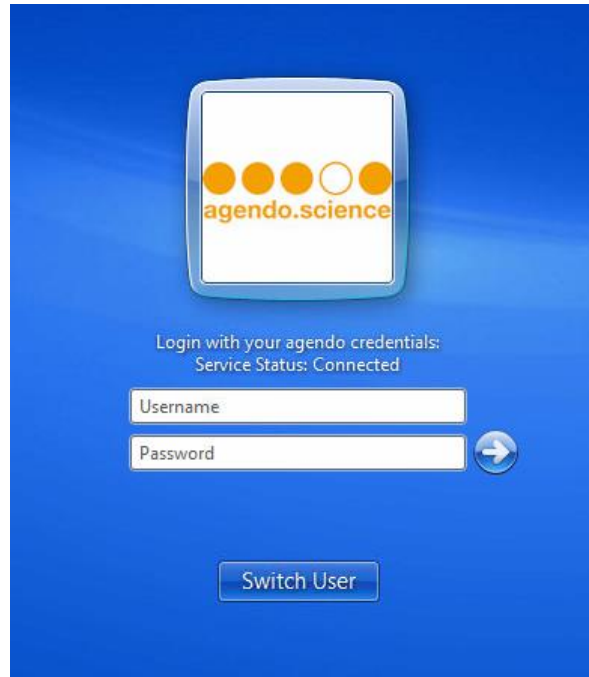 agendo.science
Login with your agendo credentials:
Service Status: Connected
Username
Password
Switch User